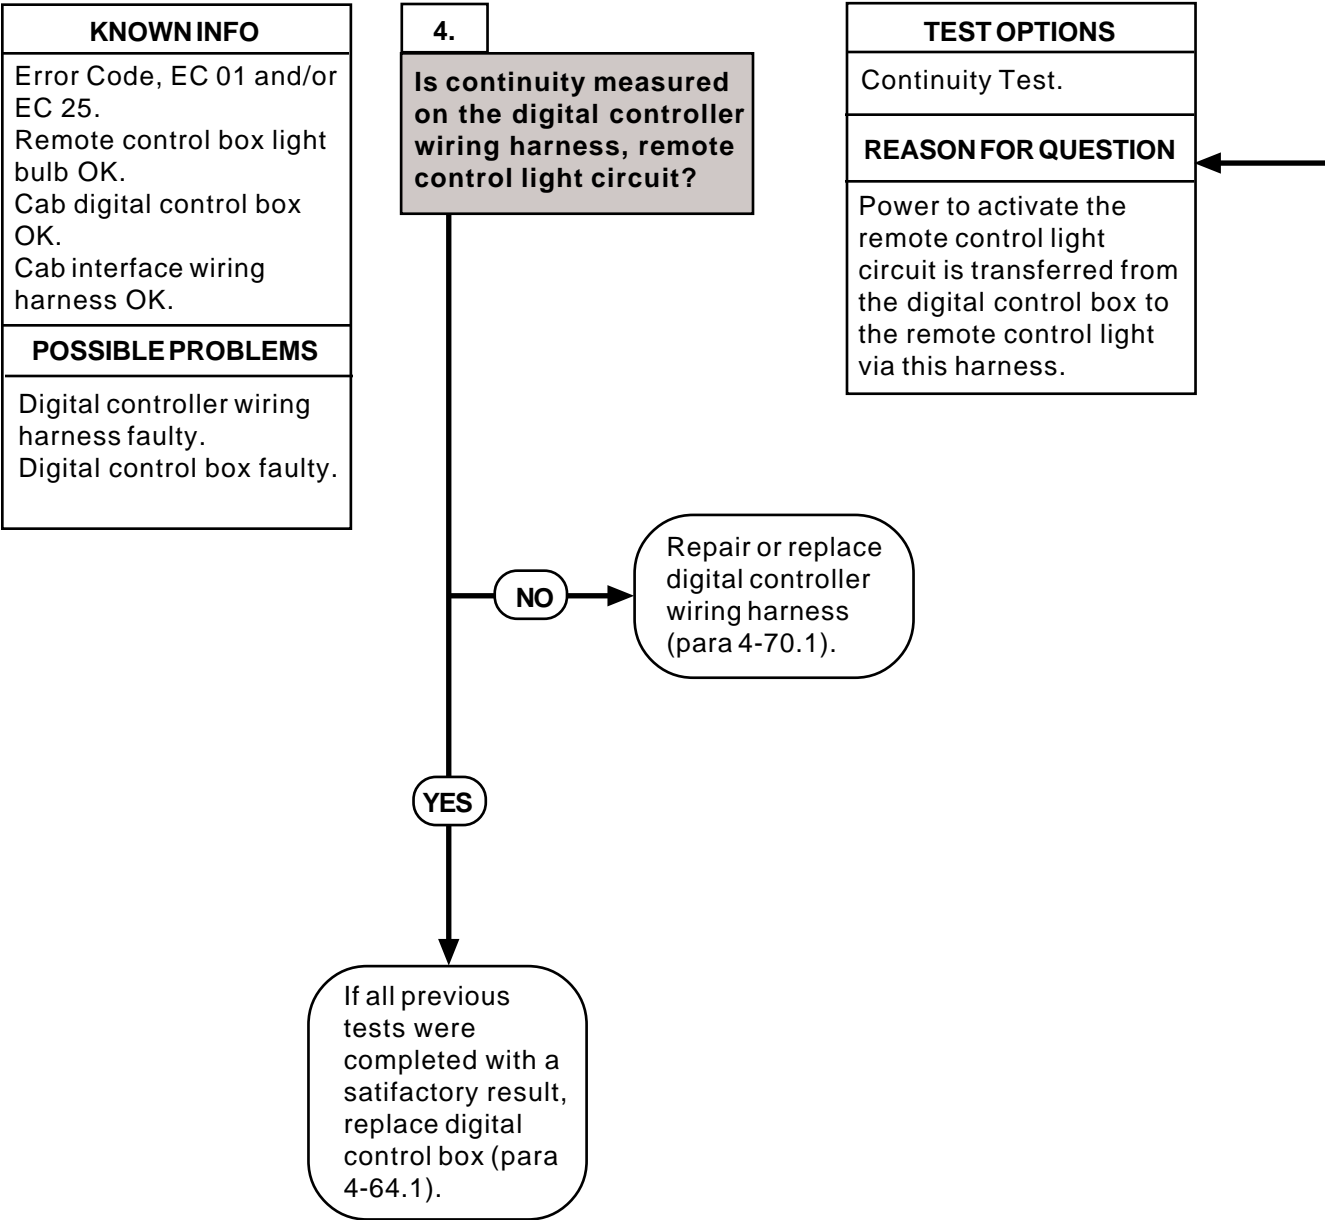 KNOWN INFO
Error Code, EC 01 and/or
EC 25.
Remote control box light
bulb OK.
Cab digital control box
OK.
Cab interface wiring
harness OK.
POSSIBLE PROBLEMS
Digital controller wiring
harness faulty.
Digital control box faulty.
4.
Is continuity measured
on the digital controller
wiring harness, remote
control light circuit?
TEST OPTIONS
Continuity Test.
REASON FOR QUESTION
Power to activate the
remote control light
circuit is transferred from
the digital control box to
the remote control light
via this harness.
NO
Repair or replace
digital controller
wiring harness
(para 4-70.1).
YES
If all previous
tests were
completed with a
satifactory result,
replace digital
control box (para
4-64.1).